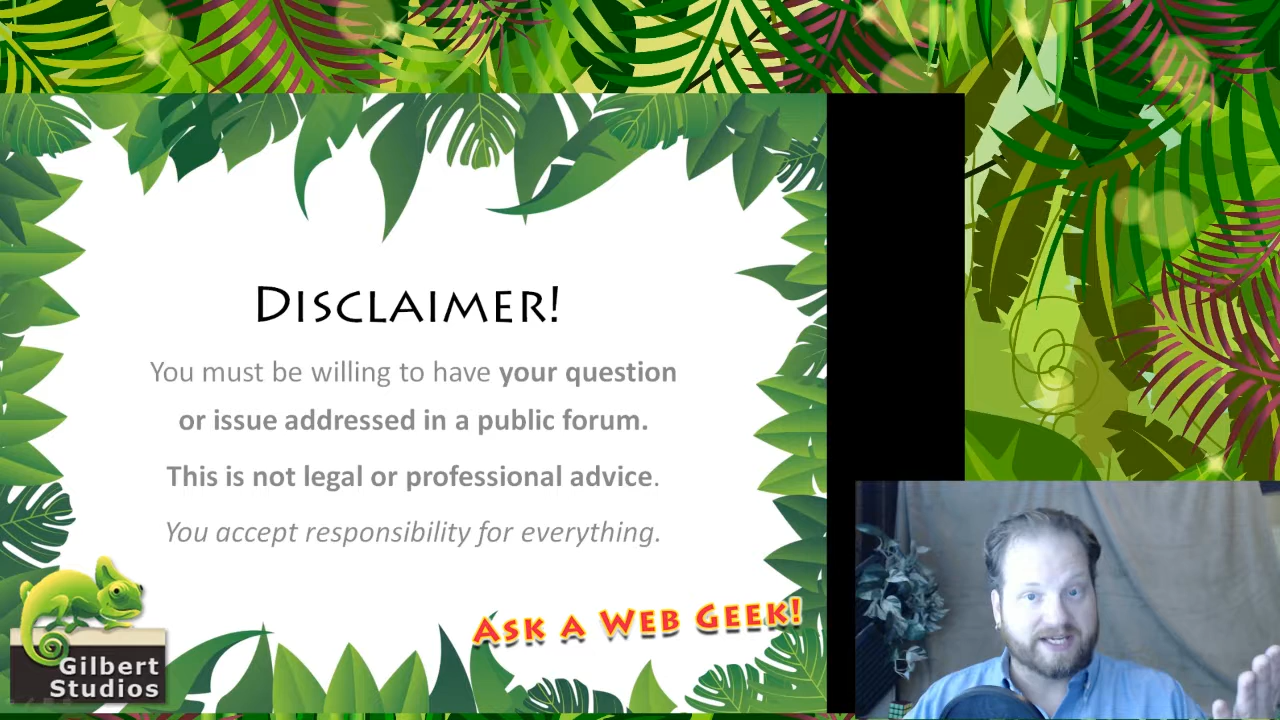 Disclaimer!
You must be willing to have your question
or issue addressed in a public forum.
This is not legal or professional advice.
You accept responsibility for everything.
Ask a Web Geek!
Gilbert
Studios